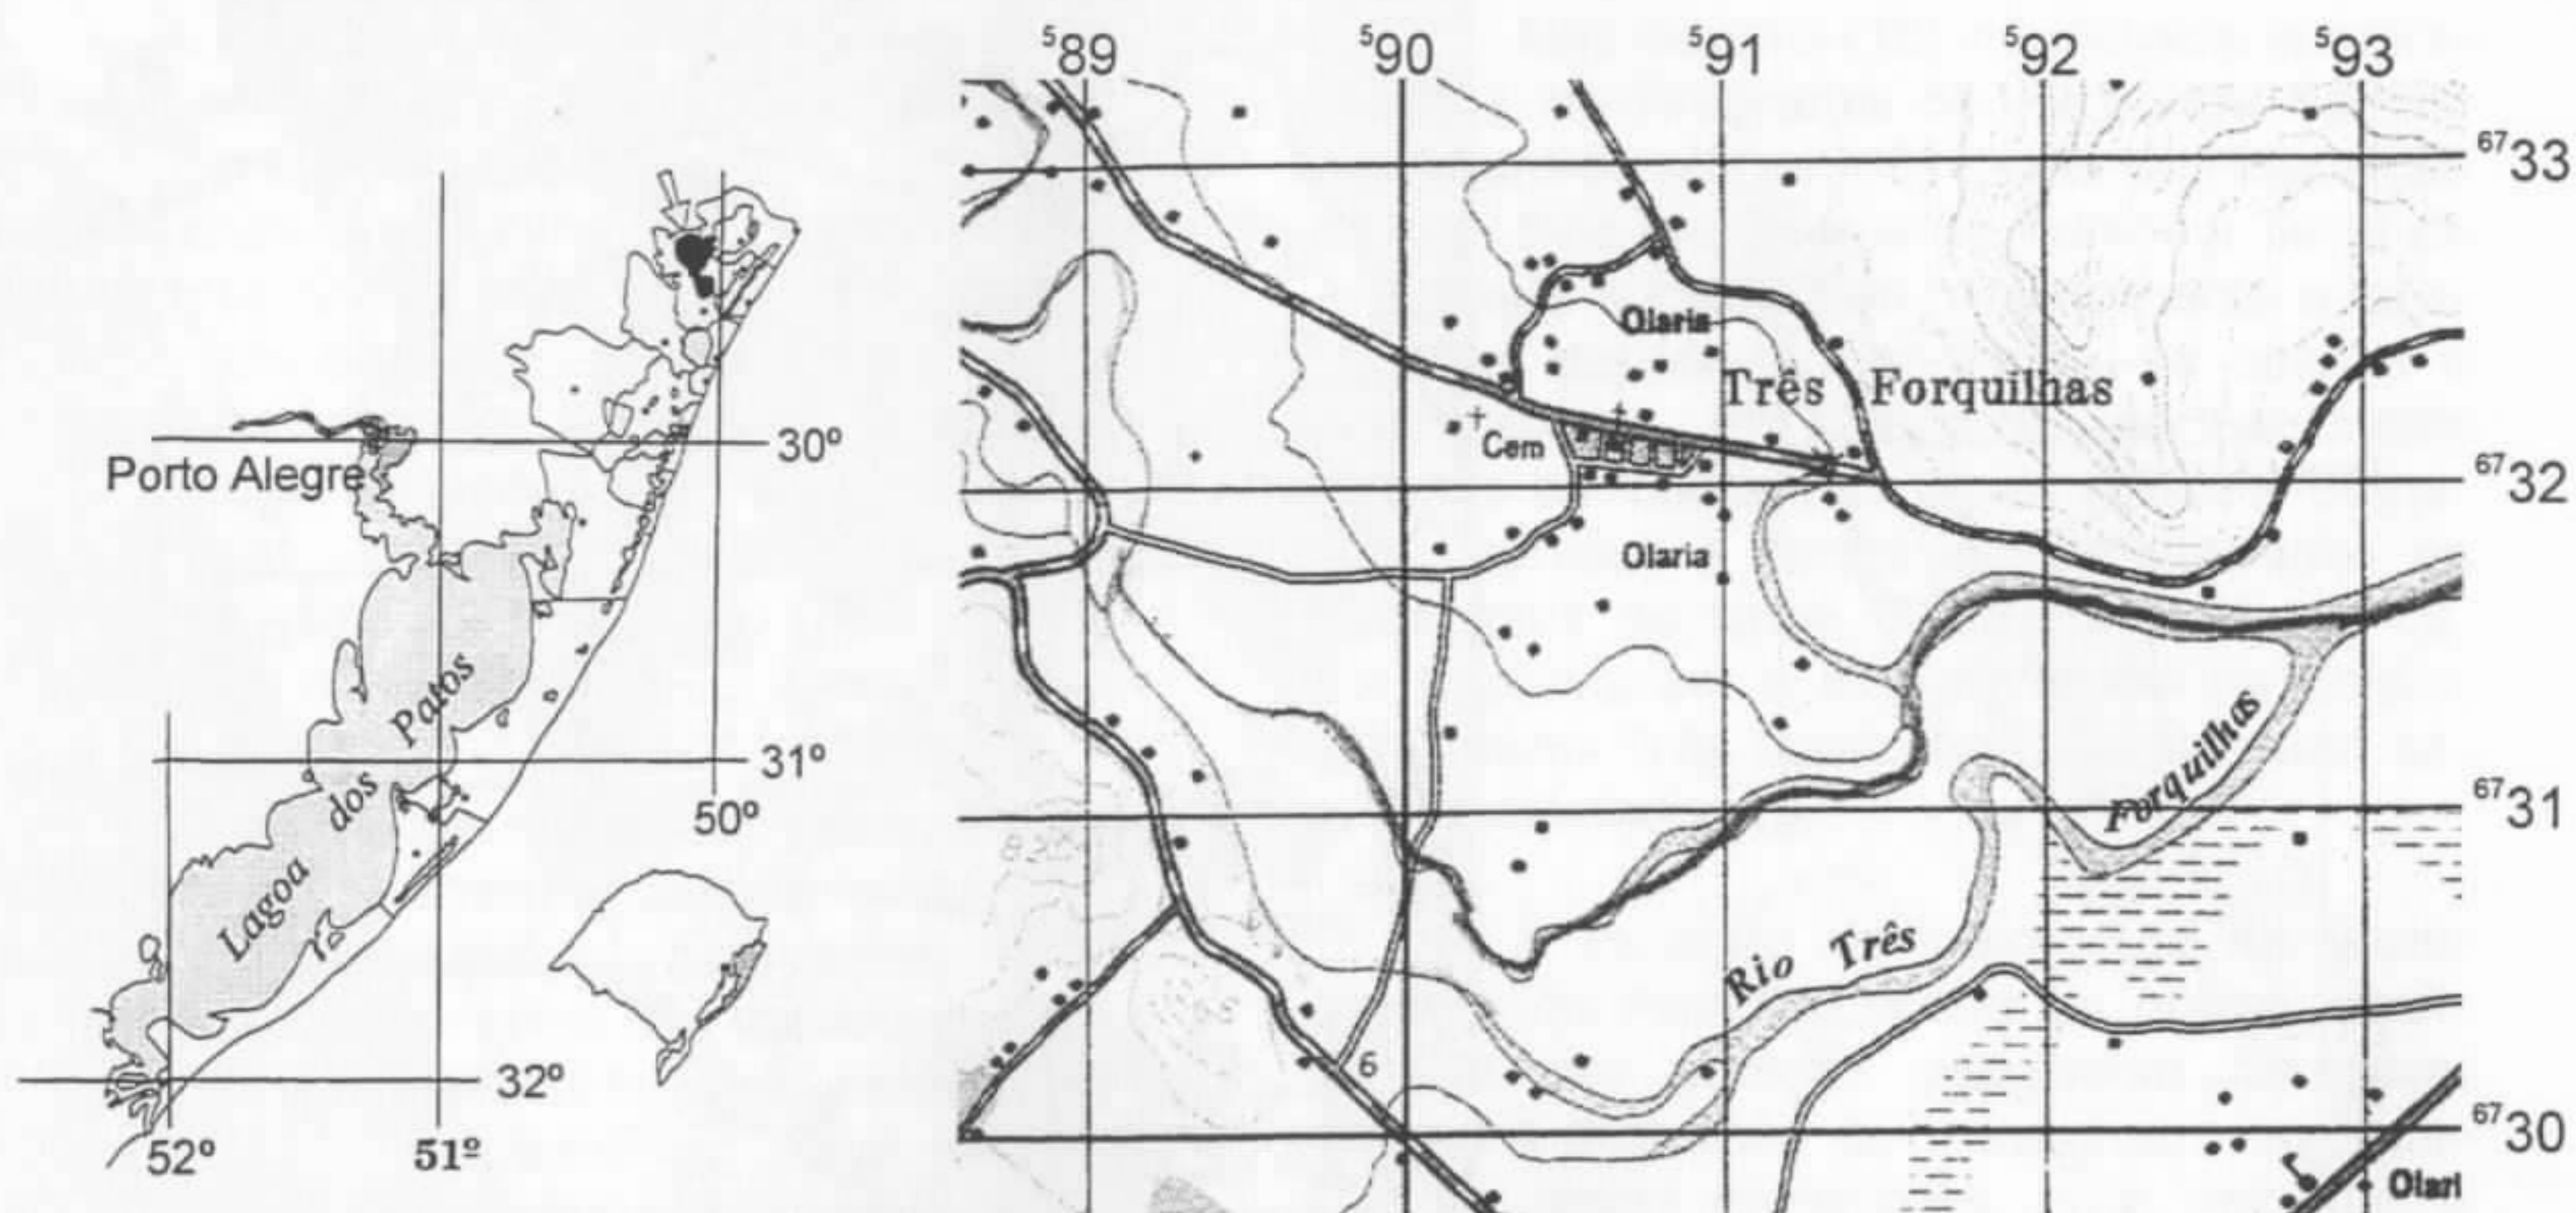 589 590 591 592 593
6733
Olaria
Três Forquilhas
Cem
30º
Porto Alegre
6732
Olaria
Lagoa dos Patos
31º
50º
Forquilhas
6731
Rio Três
6
32º
52º
51º
6730
Olari